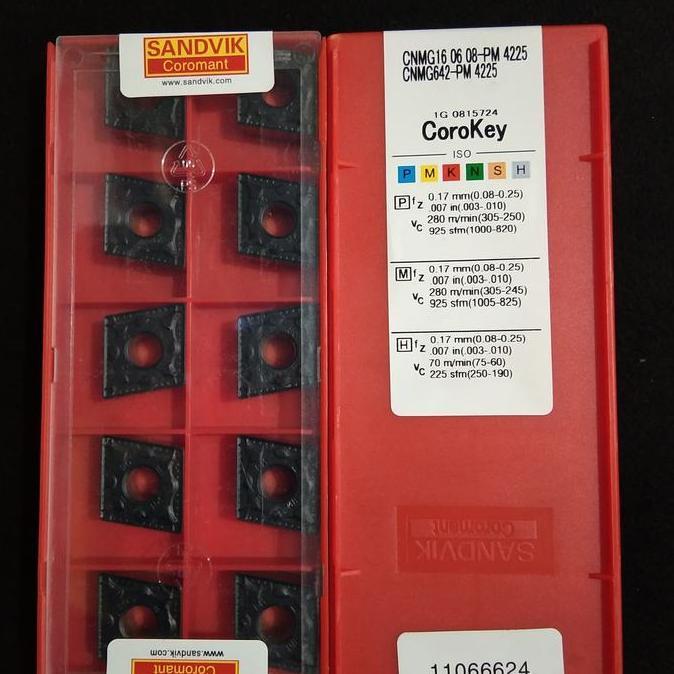 SANDVIK
Coromant
www.sandvik.com
CNMG16 06 08-PM 4225
CNMG642-PM 4225
1G 0815724
CoroKey
ISO
P M K N S H
P fz 0.17 mm(0.08-0.25)
.007 in(.003-.010)
vc 280 m/min(305-250)
925 sfm(1000-820)
M fz 0.17 mm(0.08-0.25)
.007 in(.003-.010)
vc 280 m/min(305-245)
925 sfm(1005-825)
H fz 0.17 mm(0.08-0.25)
.007 in(.003-.010)
vc 70 m/min(75-60)
225 sfm(250-190)
SANDVIK
Coromant
www.sandvik.com
Coromant
11066624